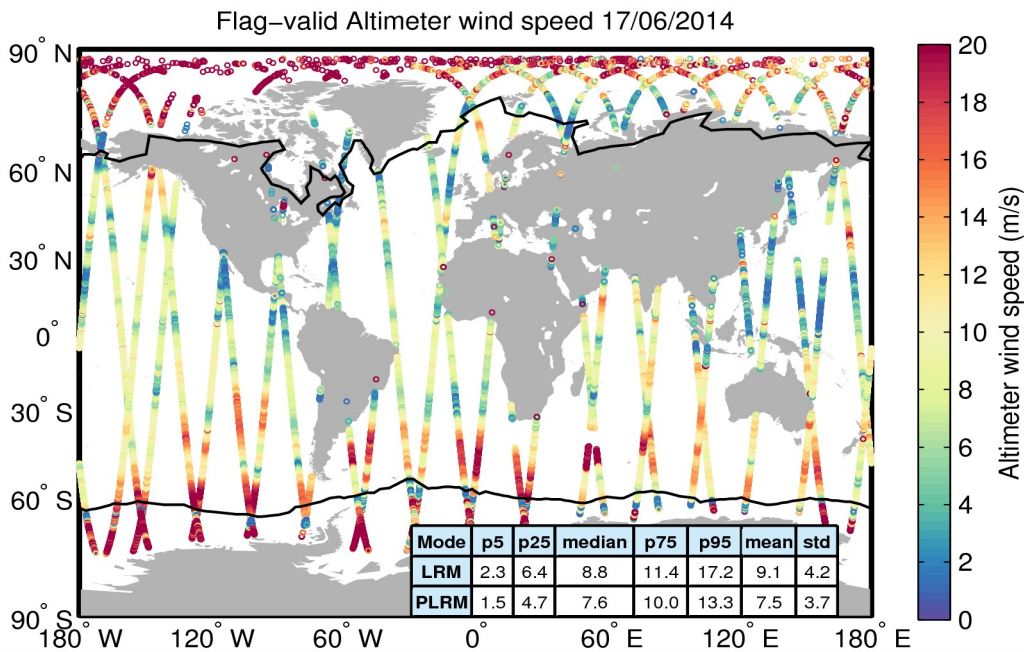 Flag−valid Altimeter wind speed 17/06/2014
90° N
60° N
30° N
0°
30° S
60° S
90° S
180° W
120° W
60° W
0°
60° E
120° E
180° E
Mode p5 p25 median p75 p95 mean std
LRM 2.3 6.4 8.8 11.4 17.2 9.1 4.2
PLRM 1.5 4.7 7.6 10.0 13.3 7.5 3.7
20
18
16
14
12
10
8
6
4
2
0
Altimeter wind speed (m/s)